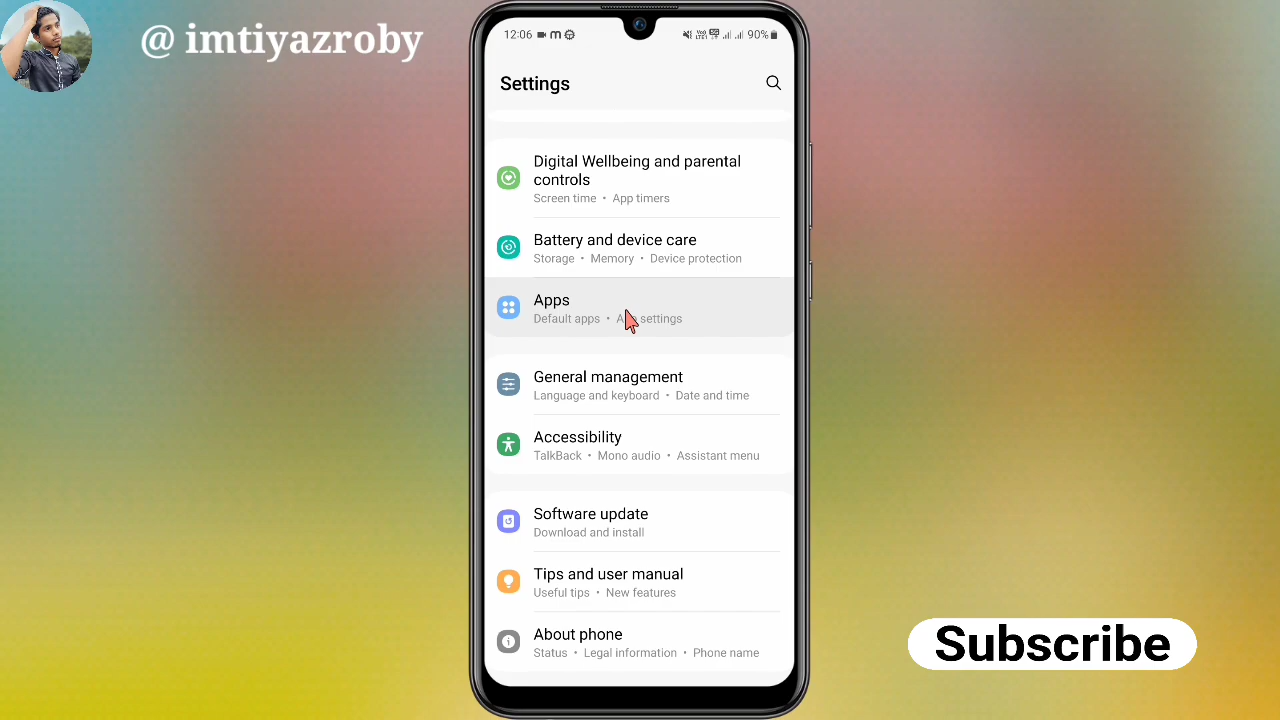 @ imtiyazroby
12:06
90%
Settings
Digital Wellbeing and parental
controls
Screen time • App timers
Battery and device care
Storage • Memory • Device protection
Apps
Default apps • App settings
General management
Language and keyboard • Date and time
Accessibility
TalkBack • Mono audio • Assistant menu
Software update
Download and install
Tips and user manual
Useful tips • New features
About phone
Status • Legal information • Phone name
Subscribe